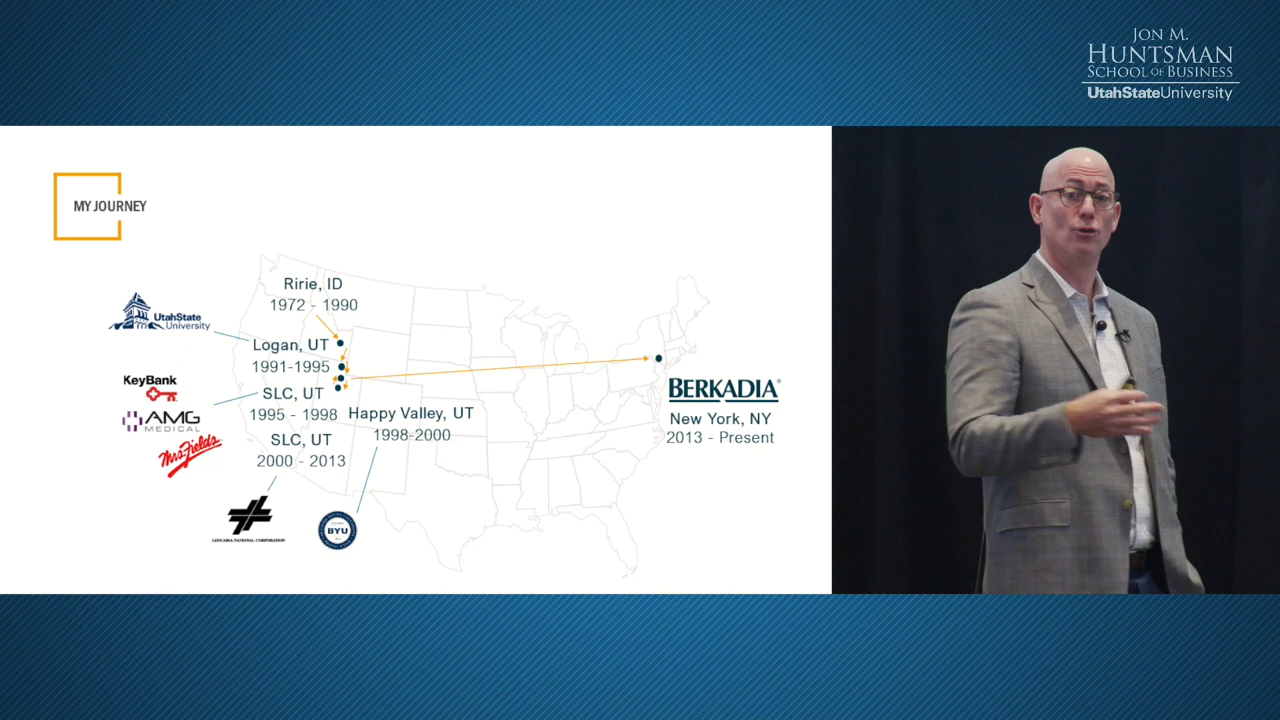 JON M.
HUNTSMAN
SCHOOL OF BUSINESS
UtahStateUniversity
MY JOURNEY
Ririe, ID
1972 - 1990
UtahState
University
Logan, UT
1991-1995
KeyBank
SLC, UT
1995 - 1998
AMG
MEDICAL
Mrs. Fields
Happy Valley, UT
1998-2000
SLC, UT
2000 - 2013
BERKADIA®
New York, NY
2013 - Present
LEUCADIA NATIONAL CORPORATION
BYU